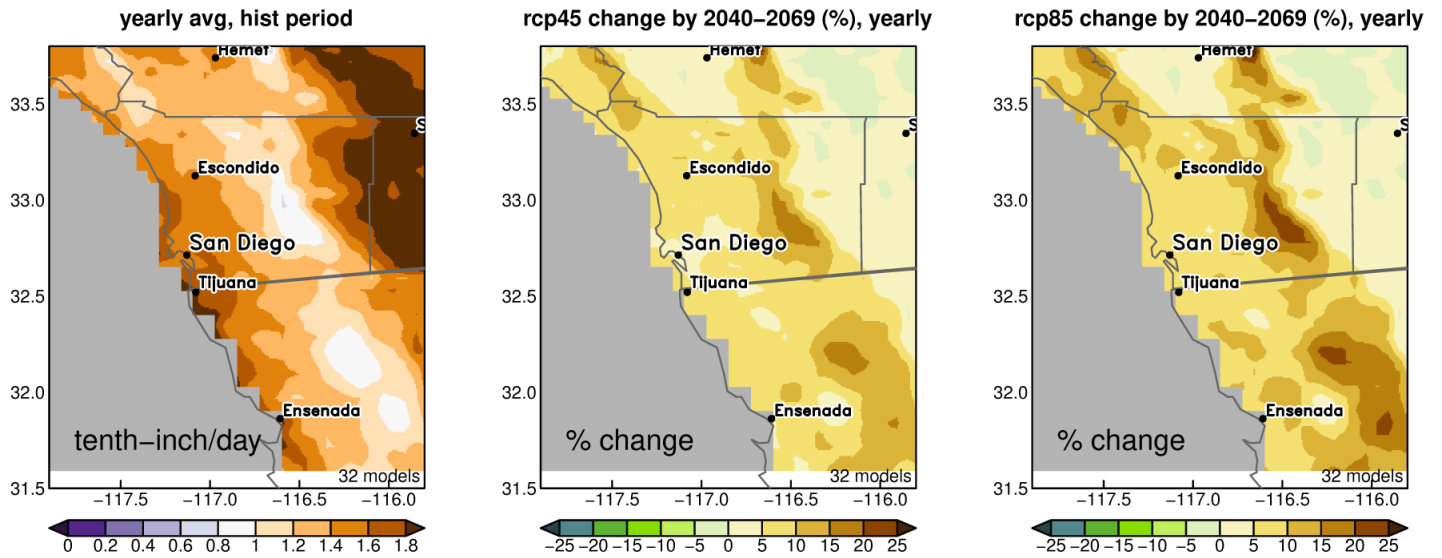 yearly avg, hist period
33.5
33.0
32.5
32.0
31.5
Hemet
S
Escondido
San Diego
Tijuana
Ensenada
tenth−inch/day
32 models
−117.5 −117.0 −116.5 −116.0
0 0.2 0.4 0.6 0.8 1 1.2 1.4 1.6 1.8
rcp45 change by 2040−2069 (%), yearly
33.5
33.0
32.5
32.0
31.5
Hemet
S
Escondido
San Diego
Tijuana
Ensenada
% change
32 models
−117.5 −117.0 −116.5 −116.0
−25 −20 −15 −10 −5 0 5 10 15 20 25
rcp85 change by 2040−2069 (%), yearly
33.5
33.0
32.5
32.0
31.5
Hemet
S
Escondido
San Diego
Tijuana
Ensenada
% change
32 models
−117.5 −117.0 −116.5 −116.0
−25 −20 −15 −10 −5 0 5 10 15 20 25